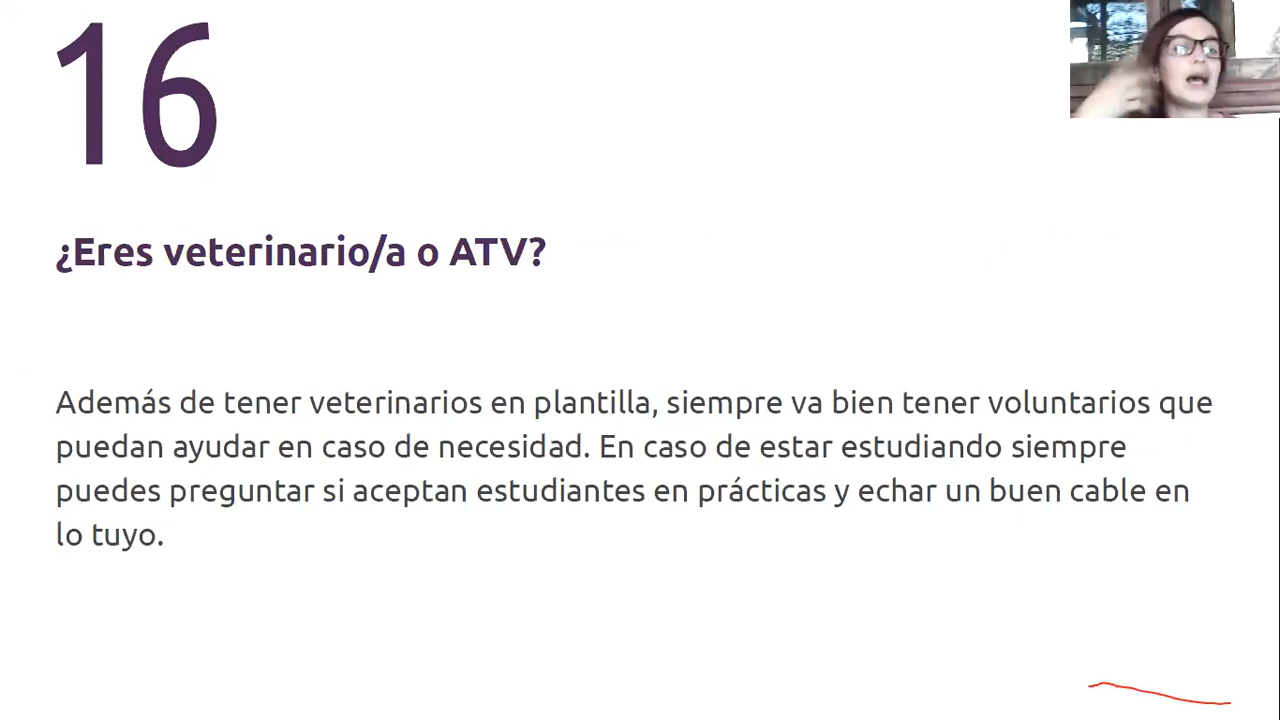 16
¿Eres veterinario/a o ATV?
Además de tener veterinarios en plantilla, siempre va bien tener voluntarios que
puedan ayudar en caso de necesidad. En caso de estar estudiando siempre
puedes preguntar si aceptan estudiantes en prácticas y echar un buen cable en
lo tuyo.